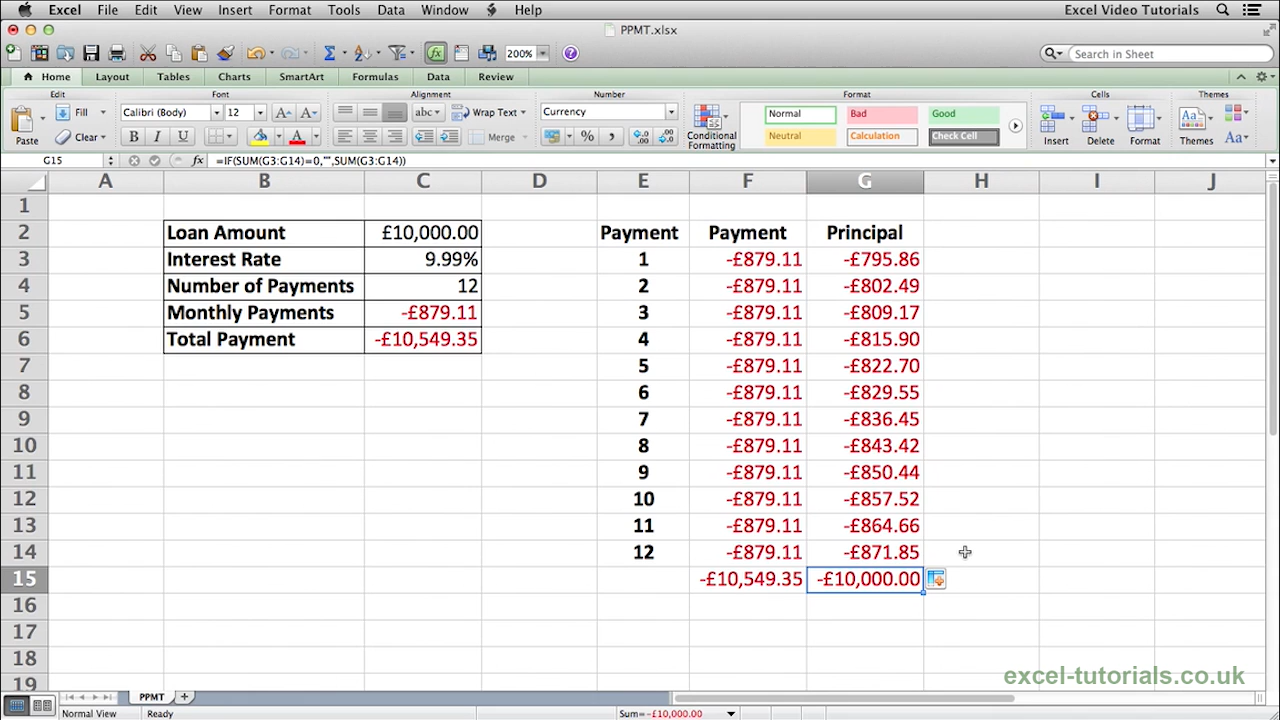 Excel File Edit View Insert Format Tools Data Window Help Excel Video Tutorials
PPMT.xlsx
200% Search in Sheet
Home Layout Tables Charts SmartArt Formulas Data Review
Edit Font Alignment Number Format Cells Themes
Fill Calibri (Body) 12 abc Wrap Text Currency Normal Bad Good
Paste Clear B I U A Merge % Conditional Formatting Neutral Calculation Check Cell Insert Delete Format Themes Aa
G15 fx =IF(SUM(G3:G14)=0,"",SUM(G3:G14))
A B C D E F G H I J
1
2 Loan Amount £10,000.00 Payment Payment Principal
3 Interest Rate 9.99% 1 -£879.11 -£795.86
4 Number of Payments 12 2 -£879.11 -£802.49
5 Monthly Payments -£879.11 3 -£879.11 -£809.17
6 Total Payment -£10,549.35 4 -£879.11 -£815.90
7 5 -£879.11 -£822.70
8 6 -£879.11 -£829.55
9 7 -£879.11 -£836.45
10 8 -£879.11 -£843.42
11 9 -£879.11 -£850.44
12 10 -£879.11 -£857.52
13 11 -£879.11 -£864.66
14 12 -£879.11 -£871.85
15 -£10,549.35 -£10,000.00
16
17
18
19
excel-tutorials.co.uk
PPMT
Normal View Ready Sum=-£10,000.00